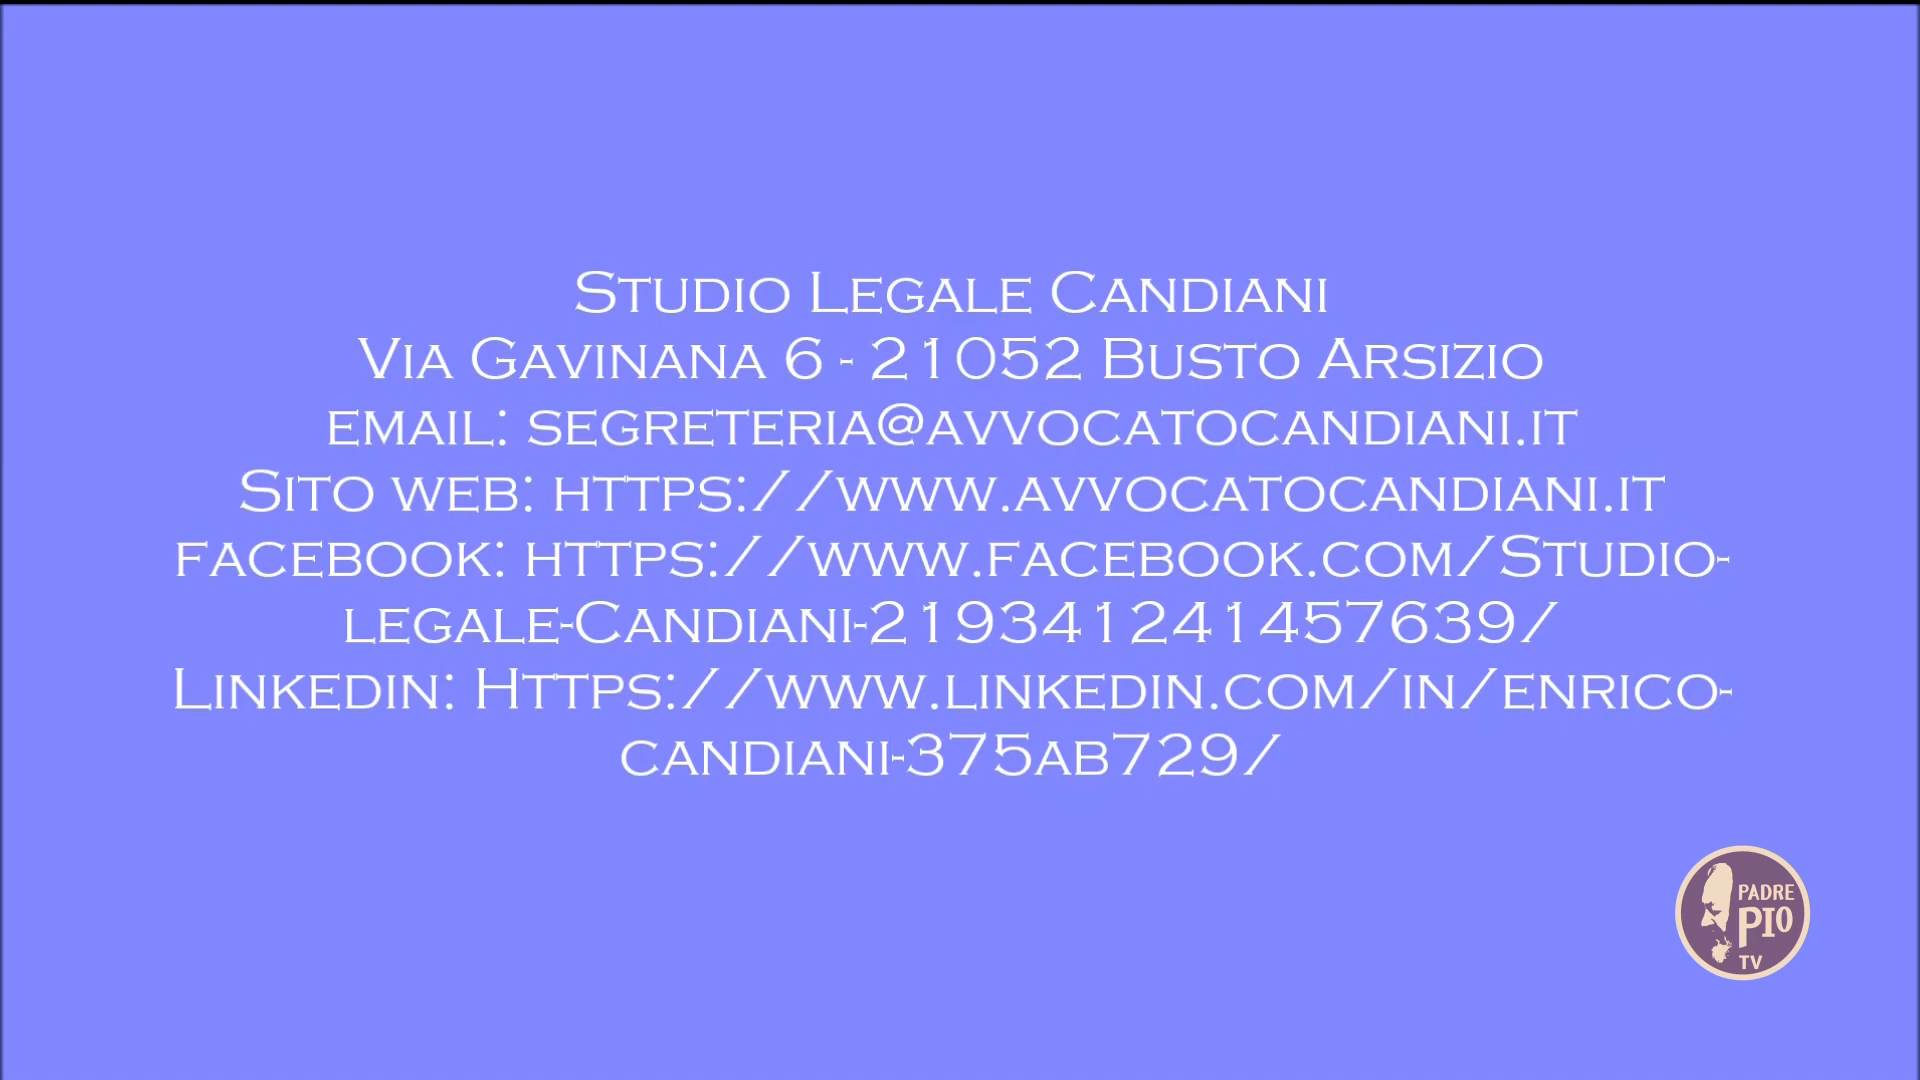 Studio Legale Candiani
Via Gavinana 6 - 21052 Busto Arsizio
email: segreteria@avvocatocandiani.it
Sito web: https://www.avvocatocandiani.it
facebook: https://www.facebook.com/Studio-
legale-Candiani-219341241457639/
Linkedin: Https://www.linkedin.com/in/enrico-
candiani-375ab729/
PADRE
PIO
TV